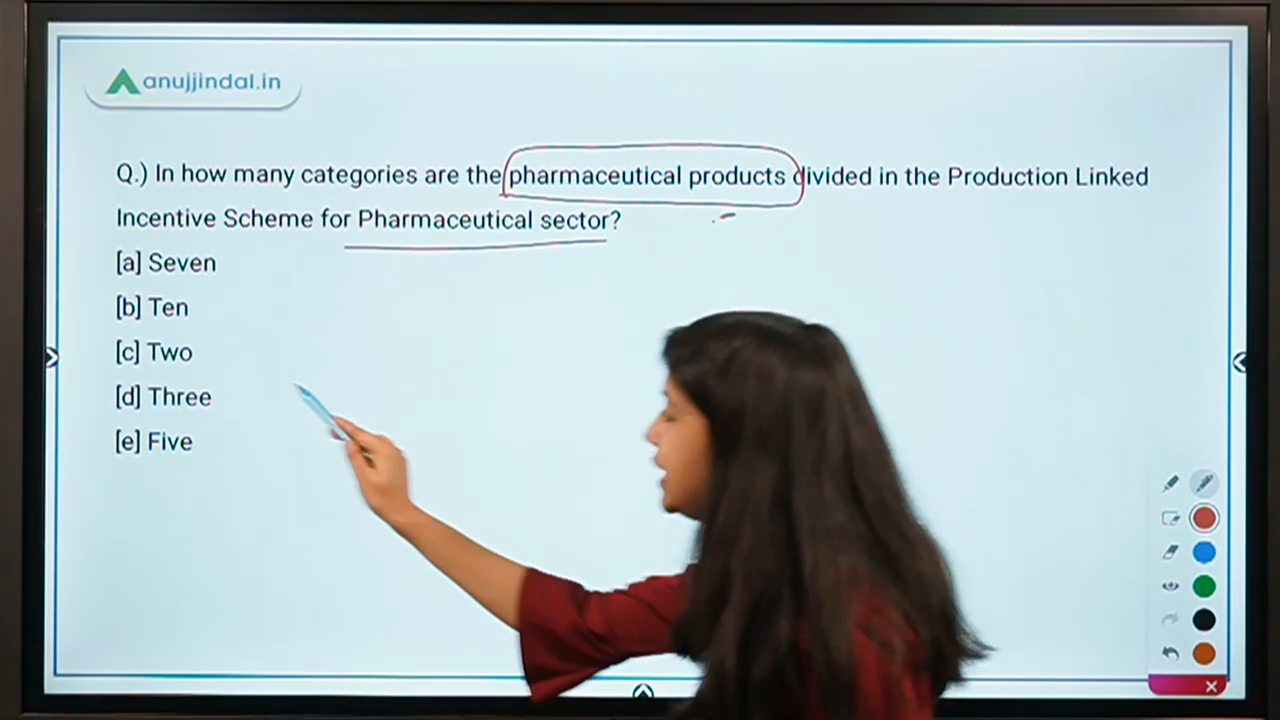 anujjindal.in
Q.) In how many categories are the pharmaceutical products divided in the Production Linked
Incentive Scheme for Pharmaceutical sector?
[a] Seven
[b] Ten
[c] Two
[d] Three
[e] Five